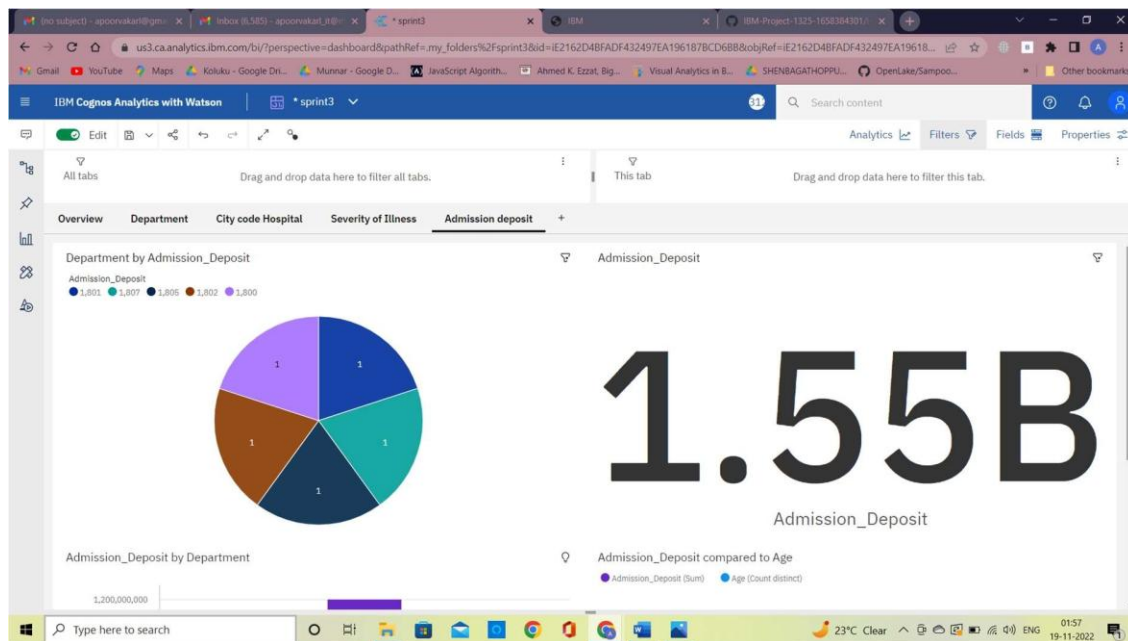 (no subject) - apoorvakarl@gm
Inbox (6,585) - apoorvakarl_it@
* sprint3
IBM
IBM-Project-1325-1658384301/
us3.ca.analytics.ibm.com/bi/?perspective=dashboard&pathRef=.my_folders%2Fsprint3&id=iE2162D4BFADF432497EA196187BCD6BB&objRef=iE2162D4BFADF432497EA19618...
Gmail YouTube Maps Koluku - Google Dri... Munnar - Google D... JavaScript Algorith... Ahmed K. Ezzat, Big... Visual Analytics in B... SHENBAGATHOPPU... OpenLake/Sampoo... » Other bookmarks
IBM Cognos Analytics with Watson
* sprint3
Search content
Edit
Analytics Filters Fields Properties
All tabs
Drag and drop data here to filter all tabs.
This tab
Drag and drop data here to filter this tab.
Overview Department City code Hospital Severity of Illness Admission deposit +
Department by Admission_Deposit
Admission_Deposit
1,801 1,807 1,805 1,802 1,800
1
1
1
1
1
Admission_Deposit
1.55B
Admission_Deposit
Admission_Deposit by Department
1,200,000,000
Admission_Deposit compared to Age
Admission_Deposit (Sum) Age (Count distinct)
Type here to search
23°C Clear
ENG
01:57
19-11-2022